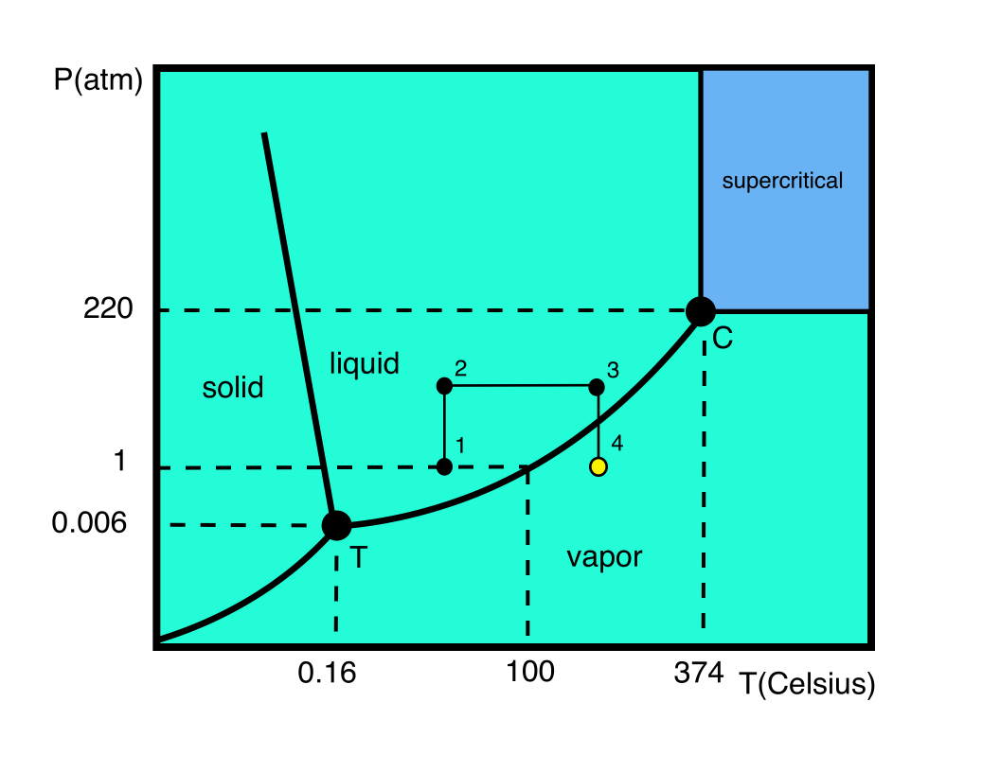 P(atm)
supercritical
220
C
liquid
2
3
solid
1
4
1
0.006
T
vapor
0.16
100
374
T(Celsius)